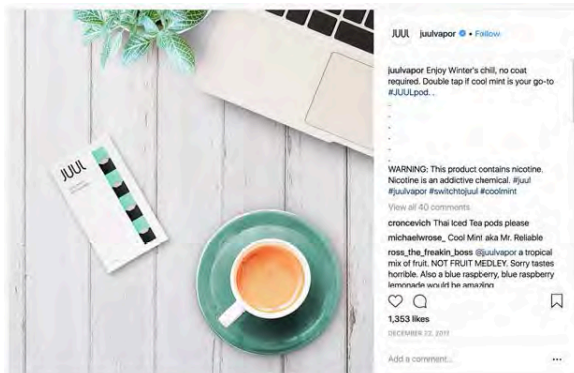 JUUL
JUUL juulvapor • Follow
juulvapor Enjoy Winter's chill, no coat
required. Double tap if cool mint is your go-to
#JUULpod. .
.
.
.
.
.
WARNING: This product contains nicotine.
Nicotine is an addictive chemical. #juul
#juulvapor #switchtojuul #coolmint
View all 40 comments
croncevich Thai Iced Tea pods please
michaelwrose_ Cool Mint aka Mr. Reliable
ross_the_freakin_boss @juulvapor a tropical
mix of fruit. NOT FRUIT MEDLEY. Sorry tastes
horrible. Also a blue raspberry, blue raspberry
lemonade would be amazing
1,353 likes
DECEMBER 22, 2017
Add a comment...